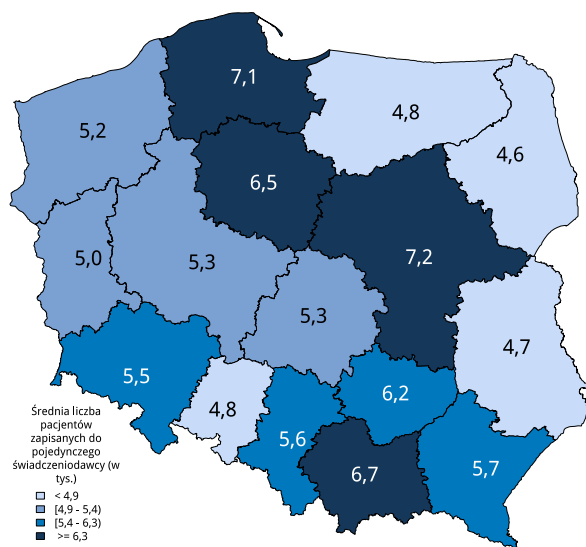 7,1
4,8
5,2
4,6
6,5
7,2
5,0
5,3
5,3
4,7
5,5
6,2
4,8
5,6
5,7
6,7
Średnia liczba
pacjentów
zapisanych do
pojedynczego
świadczeniodawcy (w
tys.)
< 4,9
[4,9 - 5,4)
[5,4 - 6,3)
>= 6,3